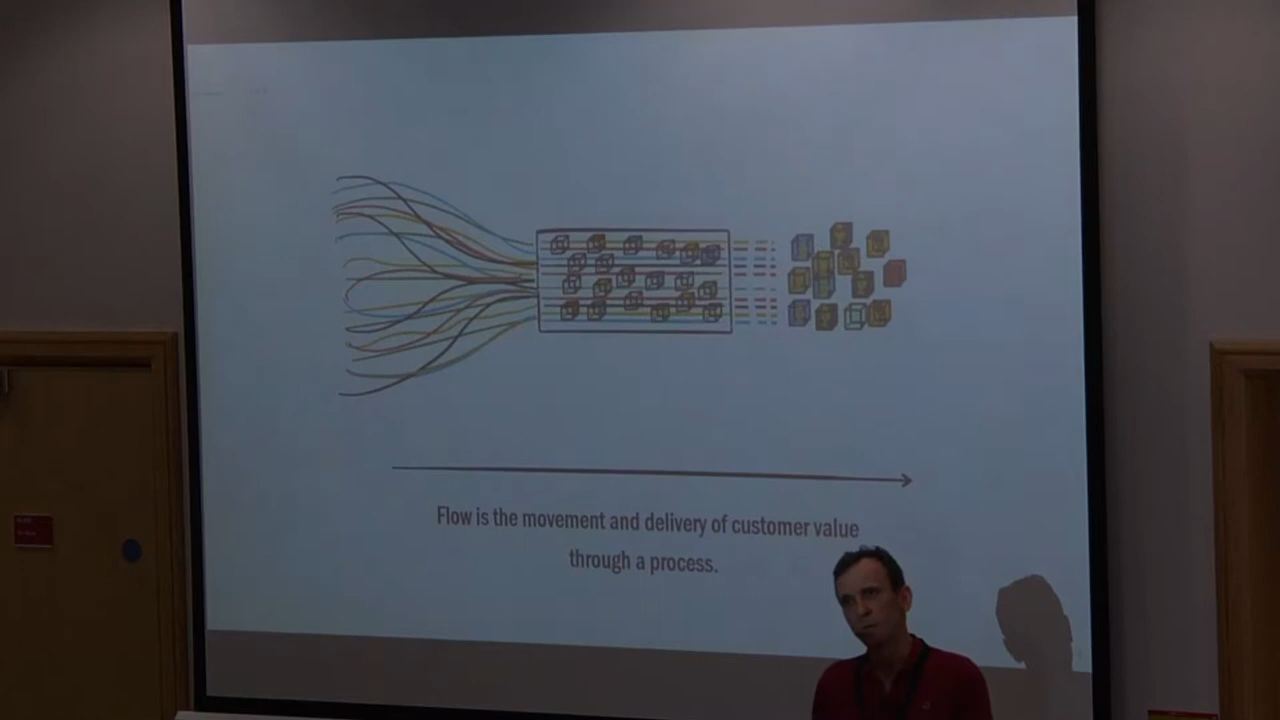 Flow is the movement and delivery of customer value
through a process.